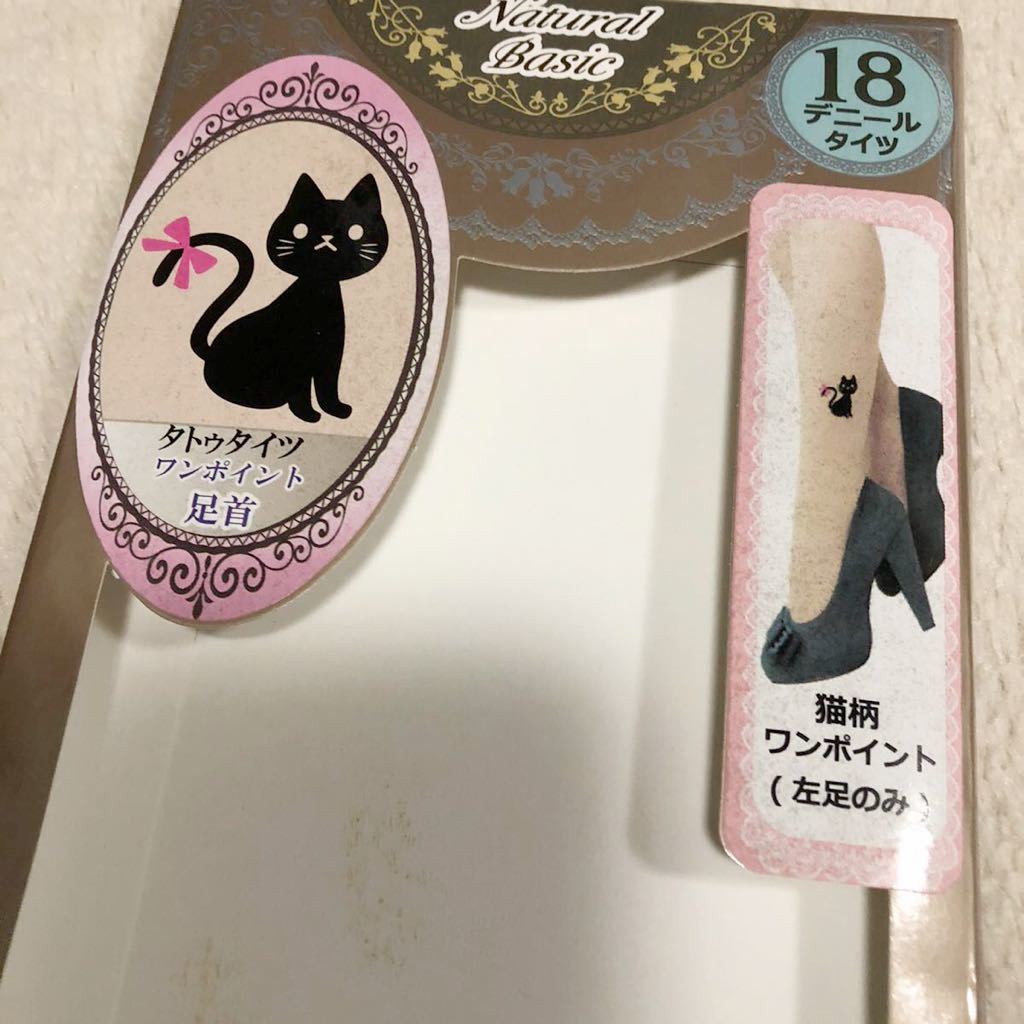 Natural
Basic
18
デニール
タイツ
タトゥタイツ
ワンポイント
足首
猫柄
ワンポイント
(左足のみ)